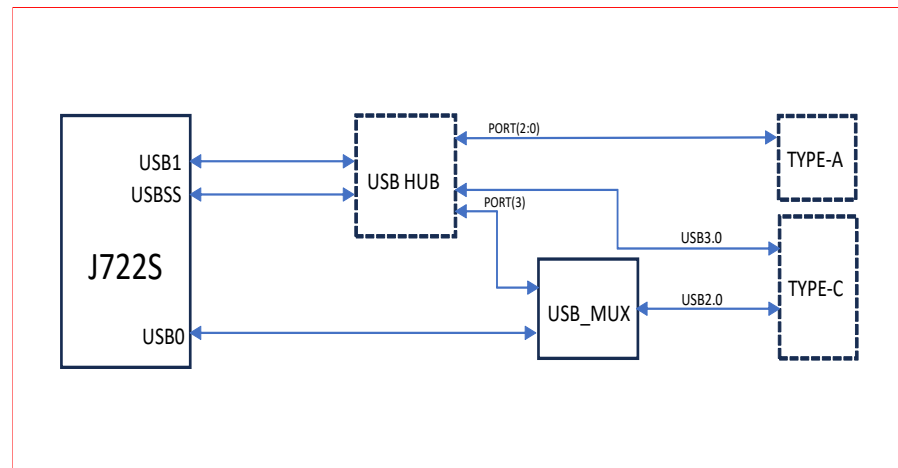 PORT(2:0)
USB1
USBSS
USB HUB
TYPE-A
PORT(3)
USB3.0
J722S
TYPE-C
USB2.0
USB_MUX
USB0